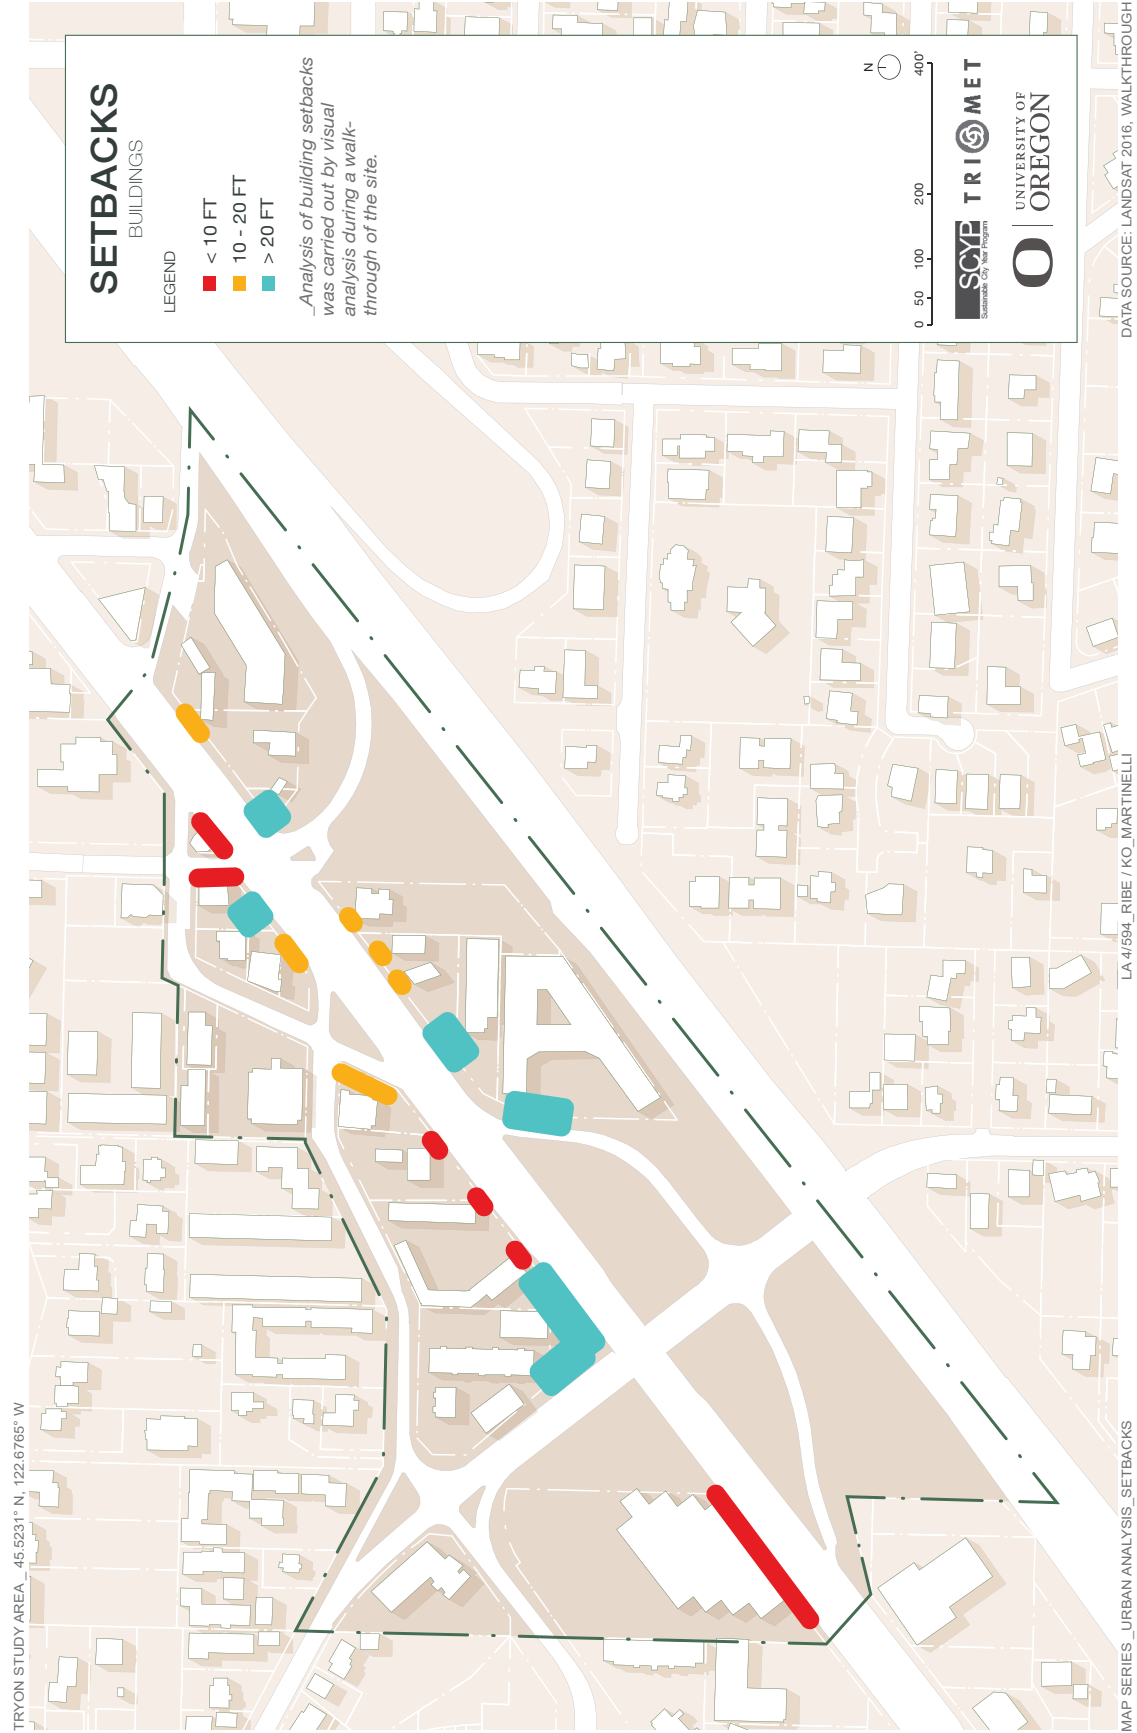 TRYON STUDY AREA _ 45.5231° N, 122.6765° W
SETBACKS
BUILDINGS
LEGEND
< 10 FT
10 - 20 FT
> 20 FT
_Analysis of building setbacks
was carried out by visual
analysis during a walk-
through of the site.
N
0 50 100 200 400'
SCYP
Sustainable City Year Program
TRI MET
O
UNIVERSITY OF
OREGON
MAP SERIES _URBAN ANALYSIS_SETBACKS
LA 4/594_RIBE / KO_MARTINELLI
DATA SOURCE: LANDSAT 2016, WALKTHROUGH